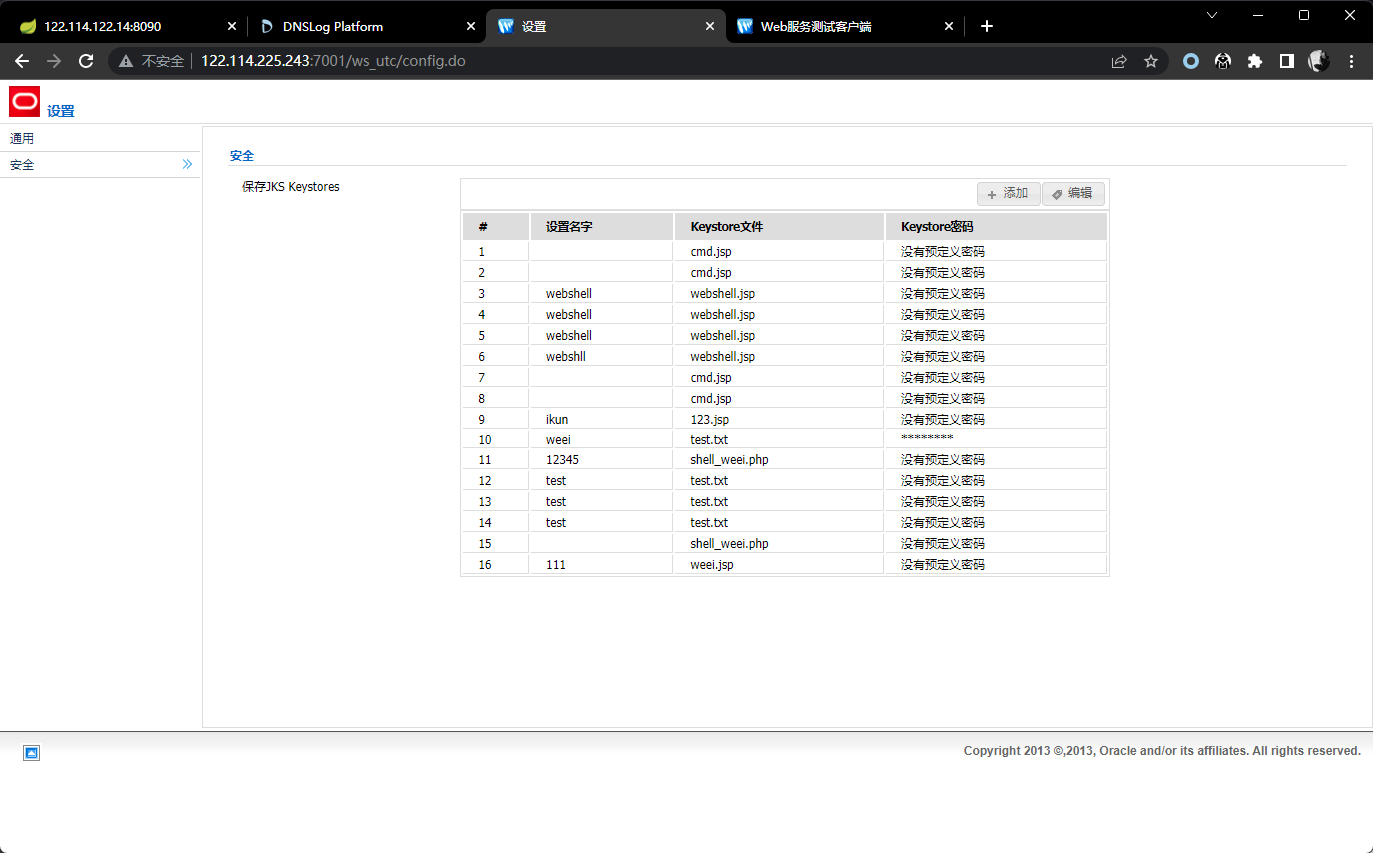 122.114.122.14:8090
DNSLog Platform
设置
Web服务测试客户端
不安全 122.114.225.243:7001/ws_utc/config.do
设置
通用
安全
安全
保存JKS Keystores
添加 编辑
# 设置名字 Keystore文件 Keystore密码
1 cmd.jsp 没有预定义密码
2 cmd.jsp 没有预定义密码
3 webshell webshell.jsp 没有预定义密码
4 webshell webshell.jsp 没有预定义密码
5 webshell webshell.jsp 没有预定义密码
6 webshll webshell.jsp 没有预定义密码
7 cmd.jsp 没有预定义密码
8 cmd.jsp 没有预定义密码
9 ikun 123.jsp 没有预定义密码
10 weei test.txt ********
11 12345 shell_weei.php 没有预定义密码
12 test test.txt 没有预定义密码
13 test test.txt 没有预定义密码
14 test test.txt 没有预定义密码
15 shell_weei.php 没有预定义密码
16 111 weei.jsp 没有预定义密码
Copyright 2013 ©,2013, Oracle and/or its affiliates. All rights reserved.